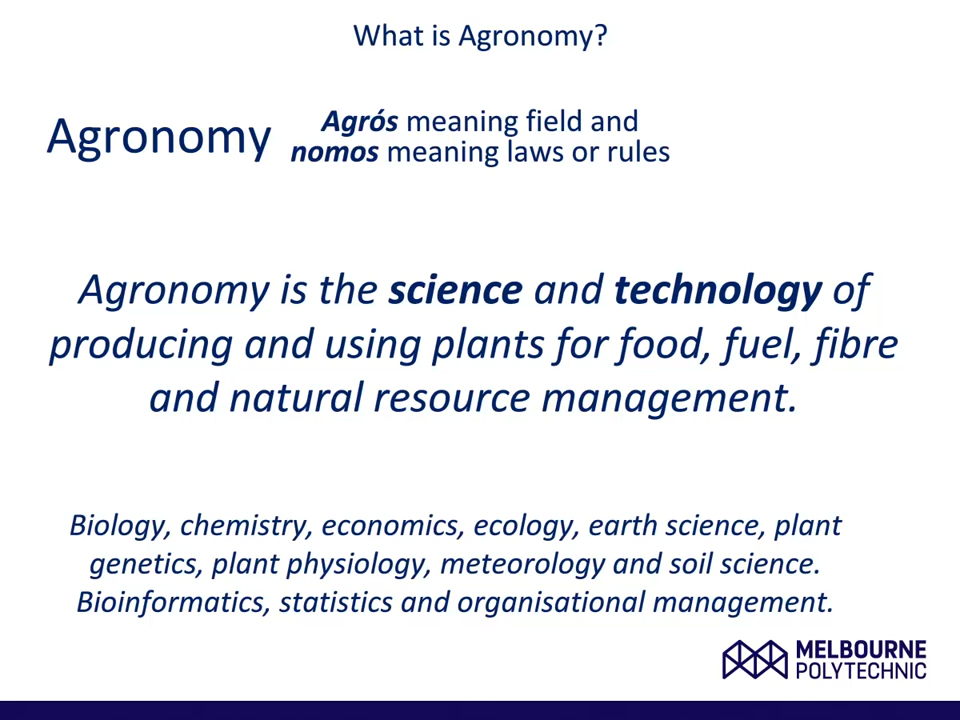 What is Agronomy?
Agronomy
Agrós meaning field and
nomos meaning laws or rules
Agronomy is the science and technology of
producing and using plants for food, fuel, fibre
and natural resource management.
Biology, chemistry, economics, ecology, earth science, plant
genetics, plant physiology, meteorology and soil science.
Bioinformatics, statistics and organisational management.
MELBOURNE
POLYTECHNIC